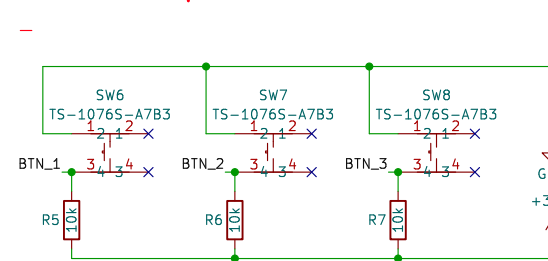 SW6 SW7 SW8
TS-1076S-A7B3 TS-1076S-A7B3 TS-1076S-A7B3
1 2 1 2 1 2 1 2 1 2 1 2
BTN_1 3 4 3 4 BTN_2 3 4 3 4 BTN_3 3 4 3 4
G
+3
R5 10k R6 10k R7 10k